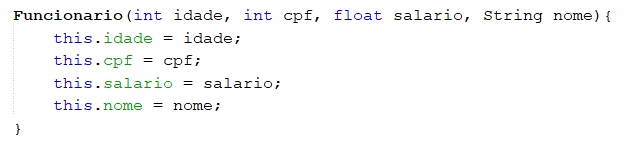 Funcionario(int idade, int cpf, float salario, String nome){
    this.idade = idade;
    this.cpf = cpf;
    this.salario = salario;
    this.nome = nome;
}